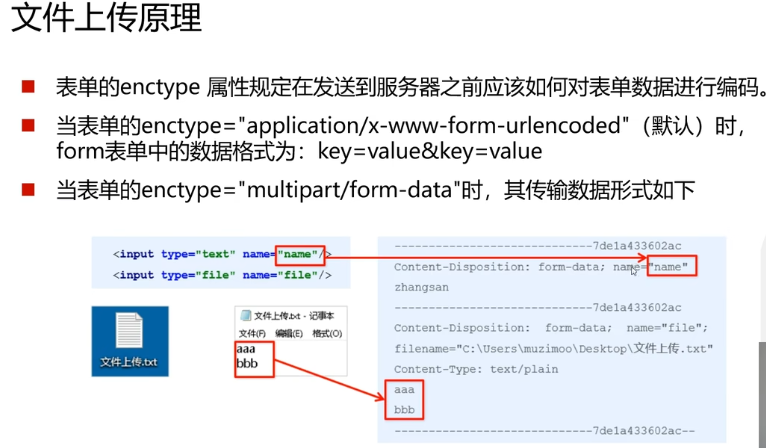 文件上传原理
表单的enctype 属性规定在发送到服务器之前应该如何对表单数据进行编码。
当表单的enctype="application/x-www-form-urlencoded"（默认）时，
form表单中的数据格式为：key=value&key=value
当表单的enctype="multipart/form-data"时，其传输数据形式如下
<input type="text" name="name"/>
<input type="file" name="file"/>
文件上传.txt
文件上传.txt - 记事本
文件(F) 编辑(E) 格式(O)
aaa
bbb
-----------------------------7de1a433602ac
Content-Disposition: form-data; name="name"
zhangsan
-----------------------------7de1a433602ac
Content-Disposition: form-data; name="file";
filename="C:\Users\muzimoo\Desktop\文件上传.txt"
Content-Type: text/plain
aaa
bbb
-----------------------------7de1a433602ac--